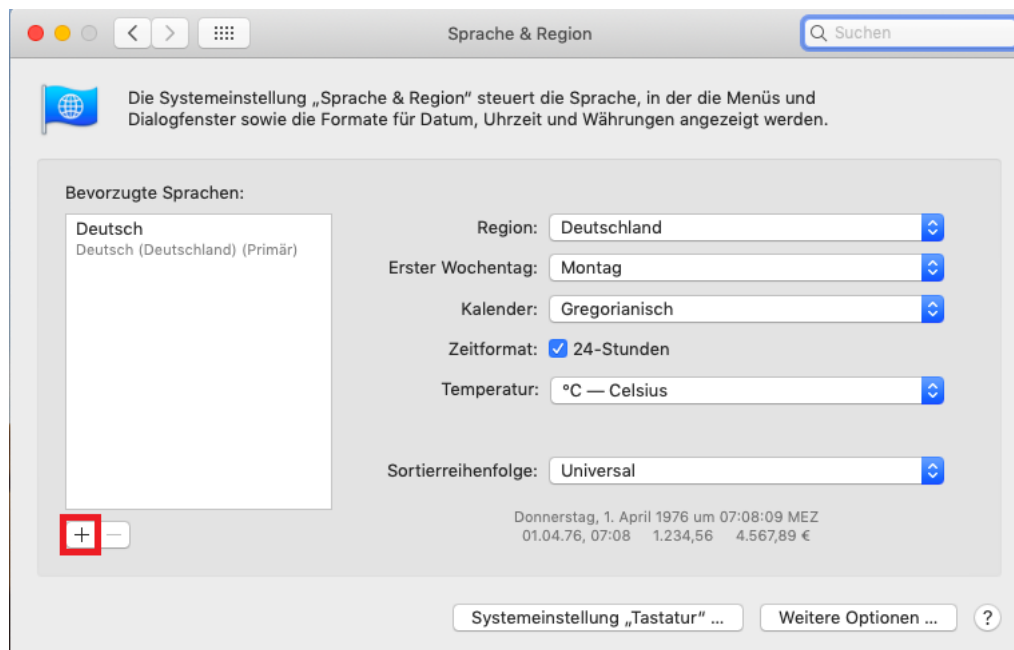 Sprache & Region
Suchen
Die Systemeinstellung „Sprache & Region“ steuert die Sprache, in der die Menüs und
Dialogfenster sowie die Formate für Datum, Uhrzeit und Währungen angezeigt werden.
Bevorzugte Sprachen:
Deutsch
Deutsch (Deutschland) (Primär)
Region: Deutschland
Erster Wochentag: Montag
Kalender: Gregorianisch
Zeitformat: 24-Stunden
Temperatur: °C — Celsius
Sortierreihenfolge: Universal
Donnerstag, 1. April 1976 um 07:08:09 MEZ
01.04.76, 07:08 1.234,56 4.567,89 €
+ −
Systemeinstellung „Tastatur“ ... Weitere Optionen ... ?